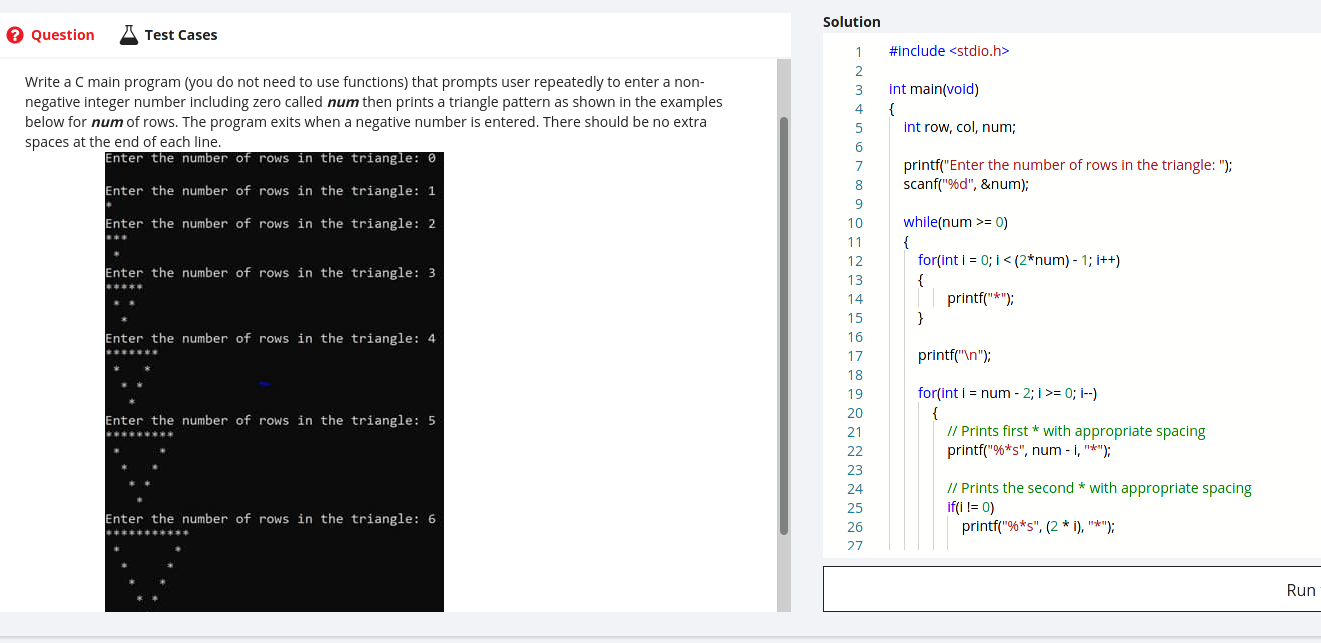 Question Test Cases
Write a C main program (you do not need to use functions) that prompts user repeatedly to enter a non-
negative integer number including zero called num then prints a triangle pattern as shown in the examples
below for num of rows. The program exits when a negative number is entered. There should be no extra
spaces at the end of each line.
Enter the number of rows in the triangle: 0
Enter the number of rows in the triangle: 1
*
Enter the number of rows in the triangle: 2
***
 *
Enter the number of rows in the triangle: 3
*****
 * *
  *
Enter the number of rows in the triangle: 4
*******
 *   *
  * *
   *
Enter the number of rows in the triangle: 5
*********
 *     *
  *   *
   * *
    *
Enter the number of rows in the triangle: 6
***********
 *       *
  *     *
   *   *
    * *
Solution
1 #include <stdio.h>
2
3 int main(void)
4 {
5 int row, col, num;
6
7 printf("Enter the number of rows in the triangle: ");
8 scanf("%d", &num);
9
10 while(num >= 0)
11 {
12 for(int i = 0; i < (2*num) - 1; i++)
13 {
14 printf("*");
15 }
16
17 printf("\n");
18
19 for(int i = num - 2; i >= 0; i--)
20 {
21 // Prints first * with appropriate spacing
22 printf("%*s", num - i, "*");
23
24 // Prints the second * with appropriate spacing
25 if(i != 0)
26 printf("%*s", (2 * i), "*");
27
Run